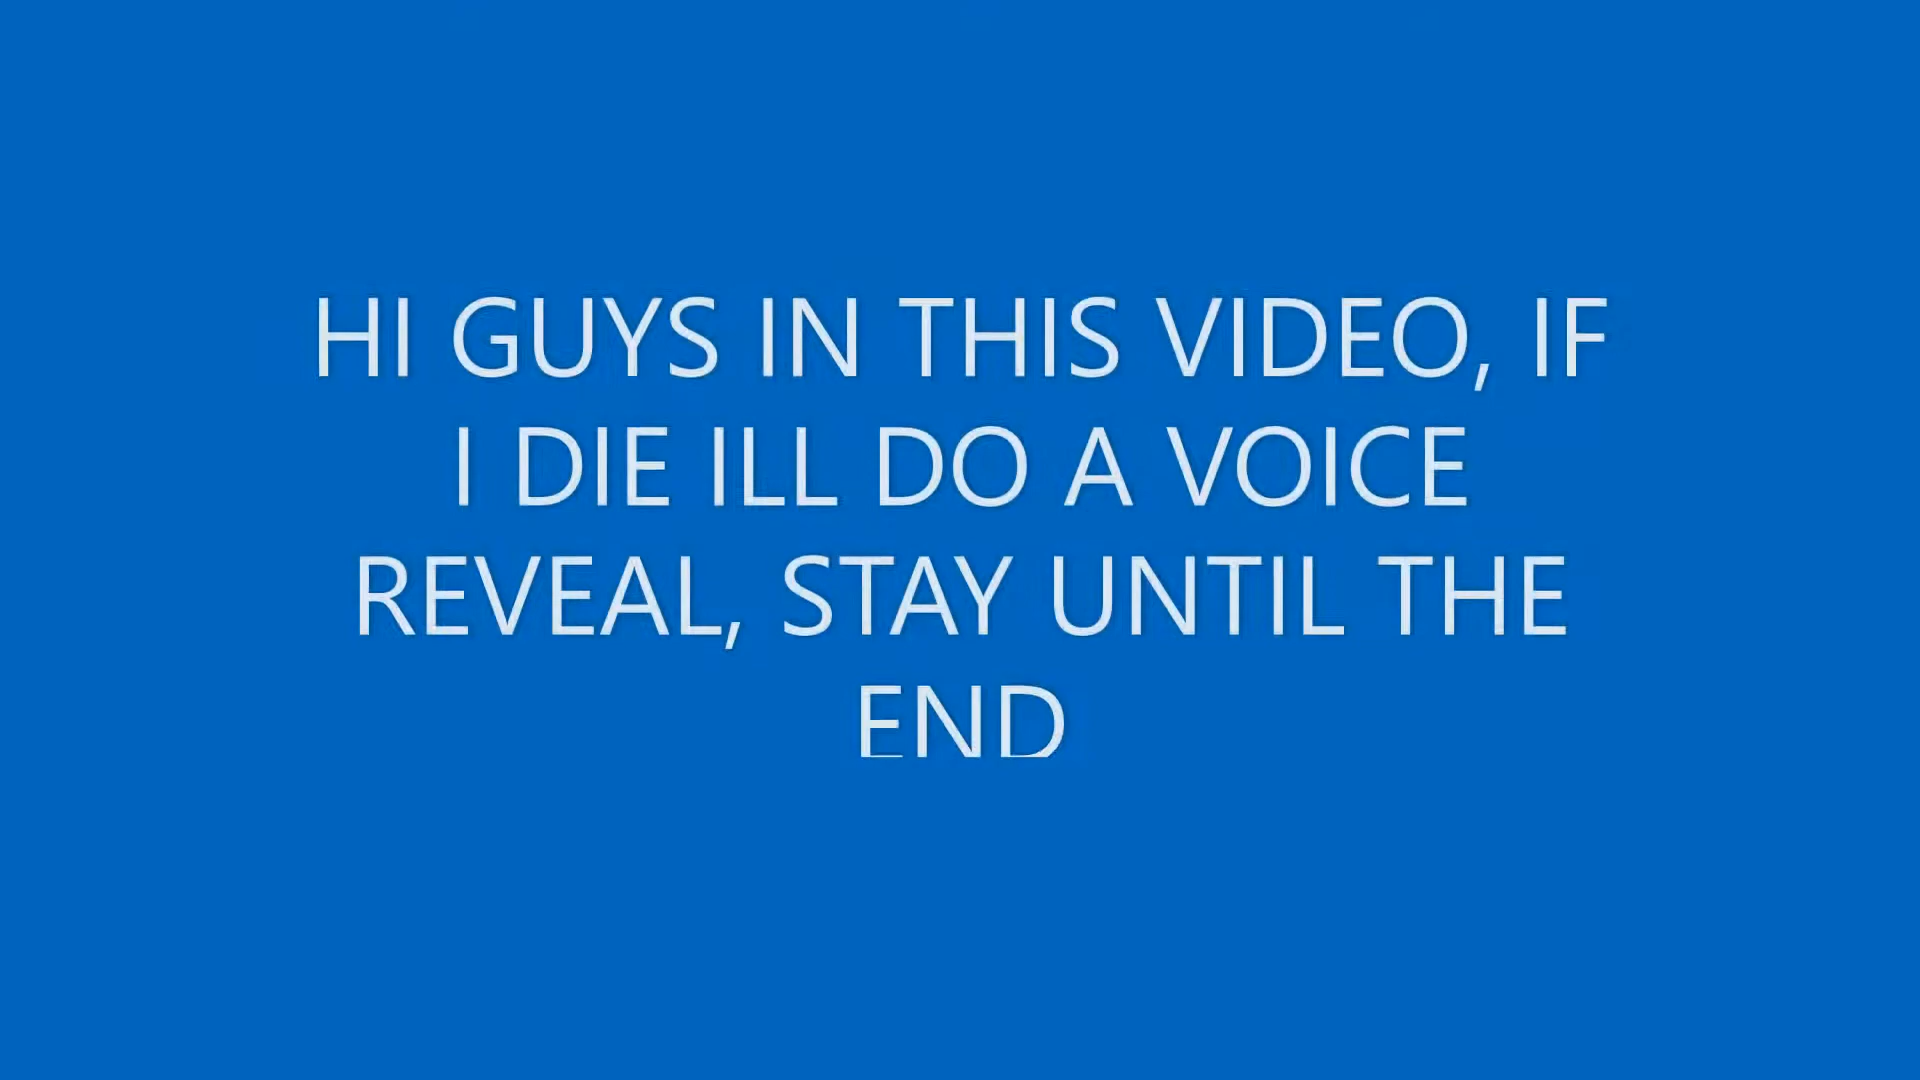 HI GUYS IN THIS VIDEO, IF
I DIE ILL DO A VOICE
REVEAL, STAY UNTIL THE
END